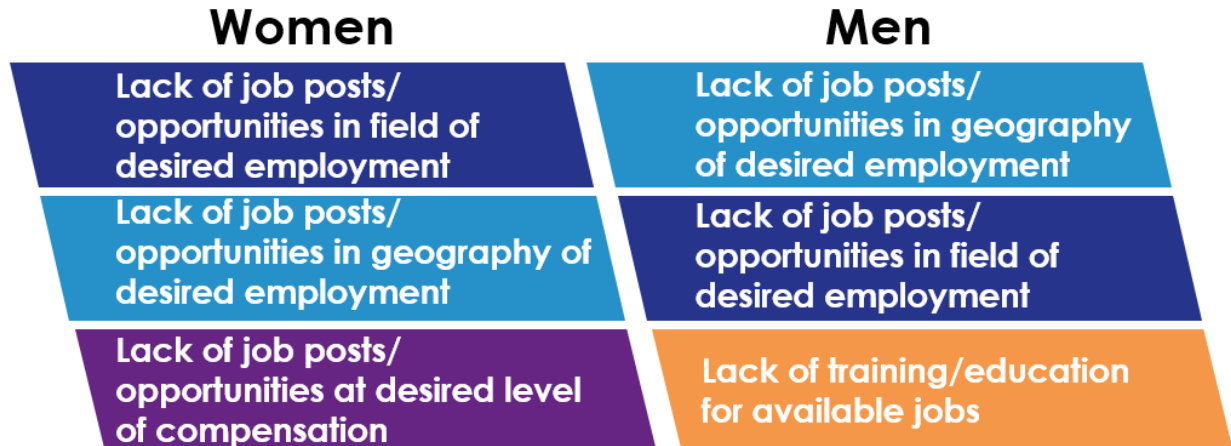 Women
Lack of job posts/
opportunities in field of
desired employment
Lack of job posts/
opportunities in geography of
desired employment
Lack of job posts/
opportunities at desired level
of compensation
Men
Lack of job posts/
opportunities in geography
of desired employment
Lack of job posts/
opportunities in field of
desired employment
Lack of training/education
for available jobs